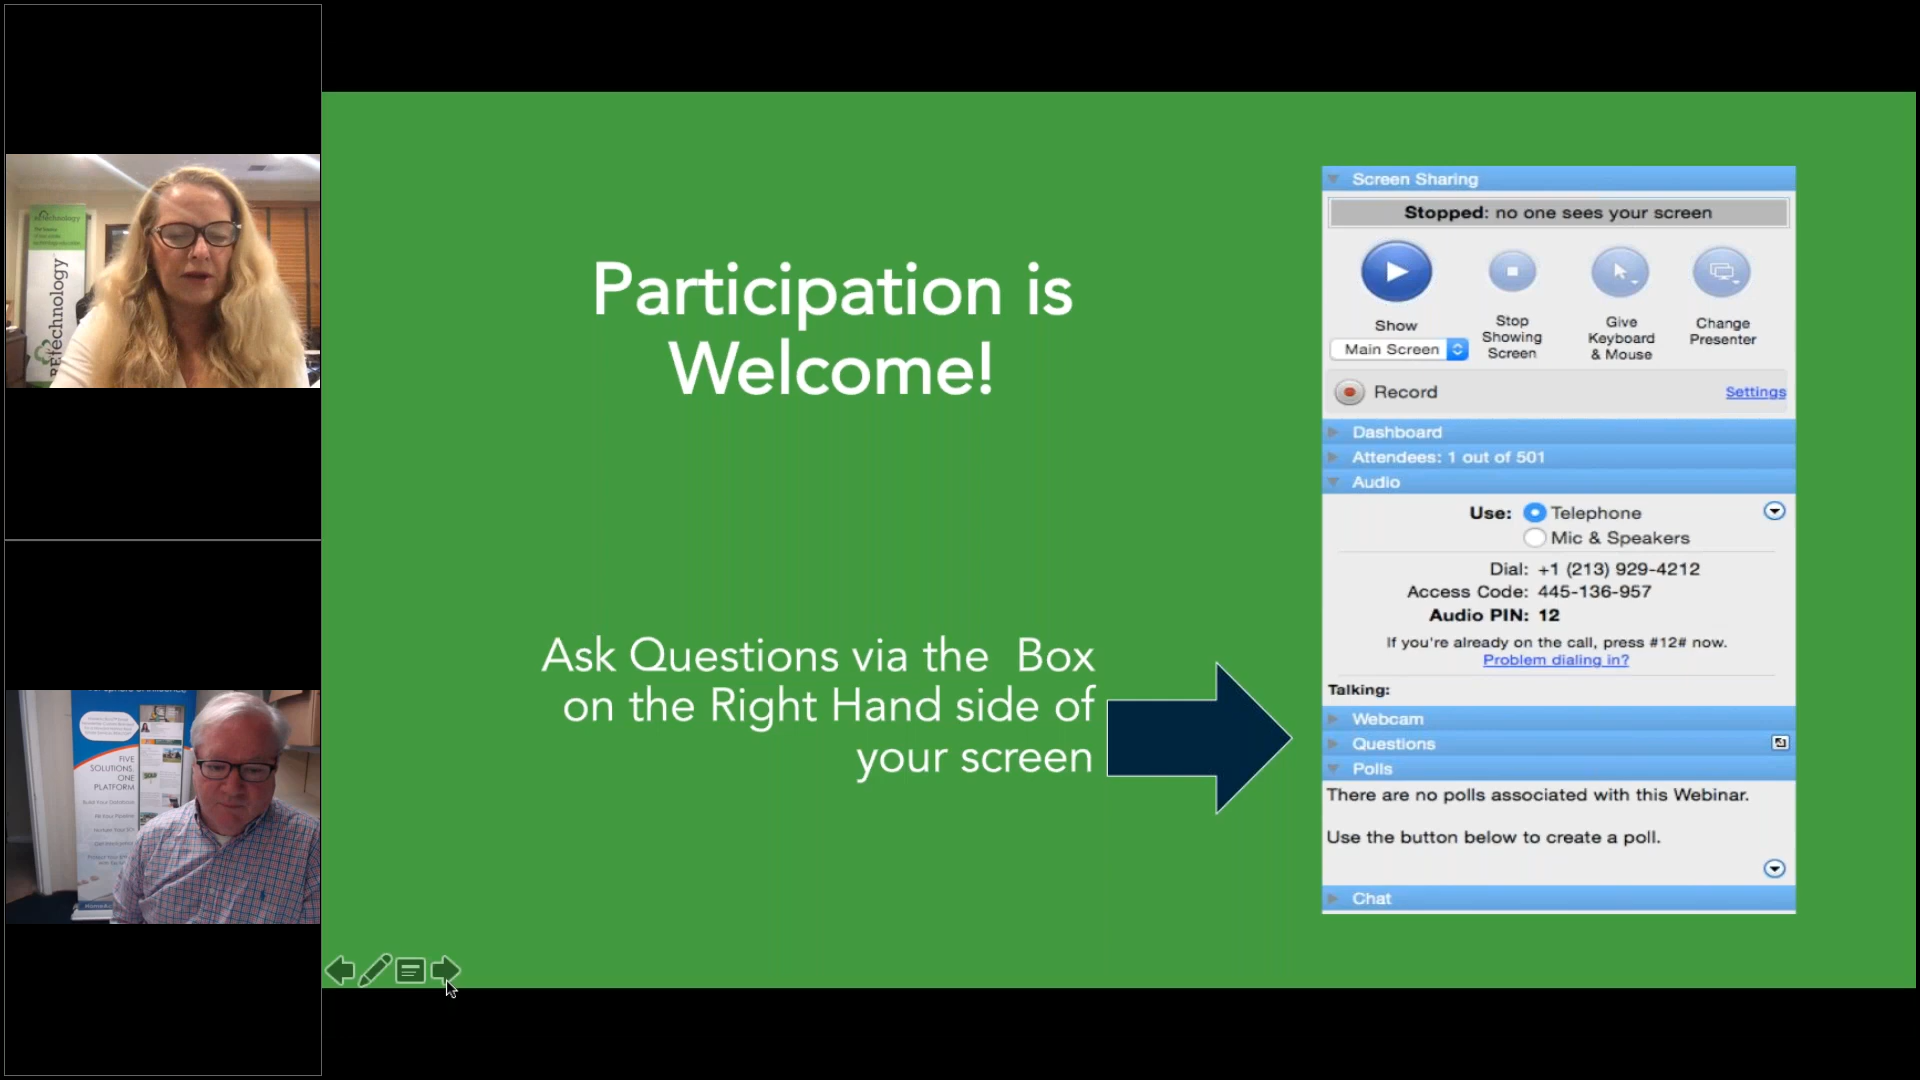 REtechnology
Participation is
Welcome!
Ask Questions via the Box
on the Right Hand side of
your screen
Screen Sharing
Stopped: no one sees your screen
Show
Main Screen
Stop
Showing
Screen
Give
Keyboard
& Mouse
Change
Presenter
Record
Settings
Dashboard
Attendees: 1 out of 501
Audio
Use: Telephone
Mic & Speakers
Dial: +1 (213) 929-4212
Access Code: 445-136-957
Audio PIN: 12
If you're already on the call, press #12# now.
Problem dialing in?
Talking:
Webcam
Questions
Polls
There are no polls associated with this Webinar.
Use the button below to create a poll.
Chat
FIVE
SOLUTIONS.
ONE
PLATFORM
Build Your Database